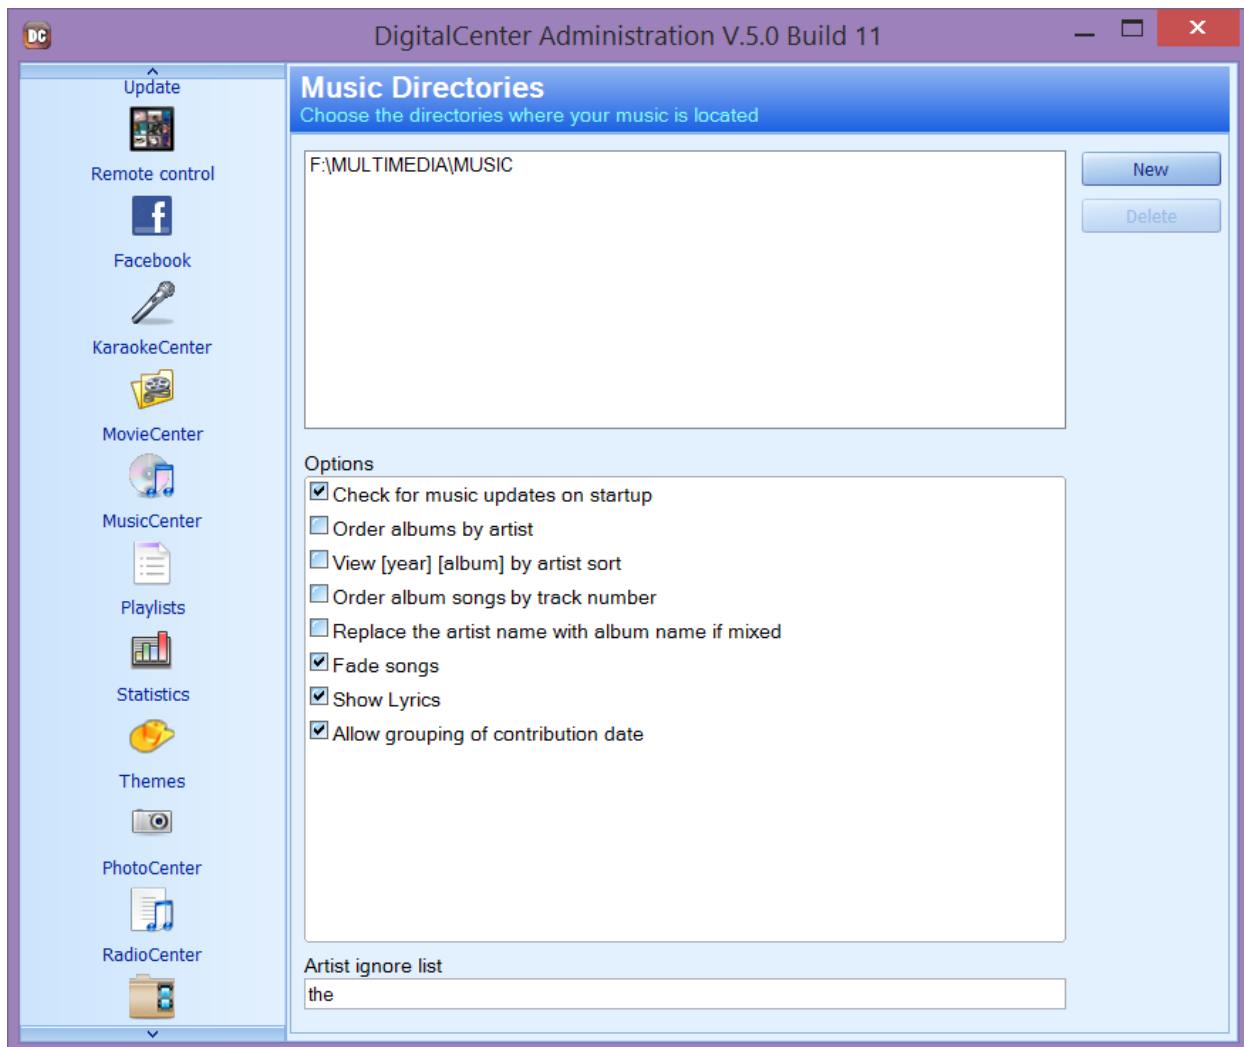 DC
DigitalCenter Administration V.5.0 Build 11
Update
Remote control
Facebook
KaraokeCenter
MovieCenter
MusicCenter
Playlists
Statistics
Themes
PhotoCenter
RadioCenter
Music Directories
Choose the directories where your music is located
F:\MULTIMEDIA\MUSIC
New
Delete
Options
Check for music updates on startup
Order albums by artist
View [year] [album] by artist sort
Order album songs by track number
Replace the artist name with album name if mixed
Fade songs
Show Lyrics
Allow grouping of contribution date
Artist ignore list
the